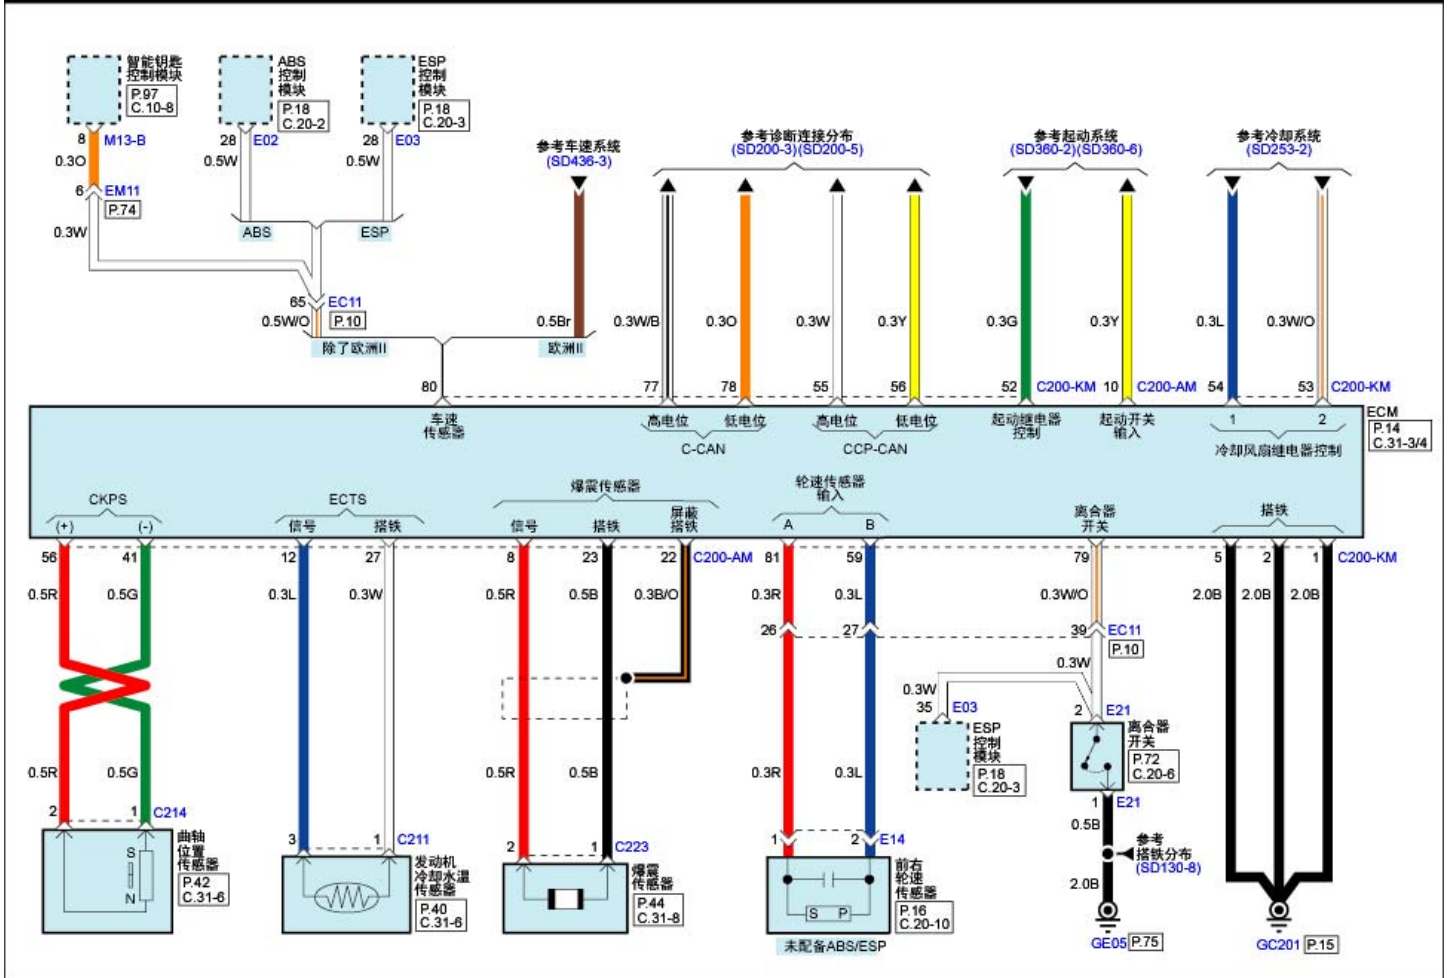 智能钥匙
控制模块
P.97
C.10-8
ABS
控制
模块
P.18
C.20-2
ESP
控制
模块
P.18
C.20-3
8 M13-B
28 E02
28 E03
0.3O
0.5W
0.5W
6 EM11
P.74
0.3W
ABS
ESP
参考车速系统
(SD436-3)
参考诊断连接分布
(SD200-3)(SD200-5)
参考起动系统
(SD360-2)(SD360-6)
参考冷却系统
(SD253-2)
65 EC11
0.5W/O P.10
0.5Br
0.3W/B
0.3O
0.3W
0.3Y
0.3G
0.3Y
0.3L
0.3W/O
除了欧洲II
欧洲II
80
77
78
55
56
52 C200-KM
10 C200-AM
54
53 C200-KM
车速
传感器
高电位
低电位
C-CAN
高电位
低电位
CCP-CAN
起动继电器
控制
起动开关
输入
1
2
冷却风扇继电器控制
ECM
P.14
C.31-3/4
CKPS
(+)
(-)
ECTS
信号
搭铁
爆震传感器
信号
搭铁
屏蔽
搭铁
轮速传感器
输入
A
B
离合器
开关
搭铁
56
41
12
27
8
23
22 C200-AM
81
59
79
5
2
1 C200-KM
0.5R
0.5G
0.3L
0.3W
0.5R
0.5B
0.3B/O
0.3R
0.3L
0.3W/O
2.0B
2.0B
2.0B
26
27
39 EC11
P.10
0.3W
0.3W
35 E03
2 E21
ESP
控制
模块
P.18
C.20-3
离合器
开关
P.72
C.20-6
0.5R
0.5G
0.5R
0.5B
0.3R
0.3L
2
1 C214
3
1 C211
2
1 C223
1
2 E14
1 E21
0.5B
参考
搭铁分布
(SD130-8)
2.0B
曲轴
位置
传感器
P.42
C.31-6
S
N
发动机
冷却水温
传感器
P.40
C.31-6
爆震
传感器
P.44
C.31-8
S P
前右
轮速
传感器
P.16
C.20-10
未配备ABS/ESP
GE05 P.75
GC201 P.15